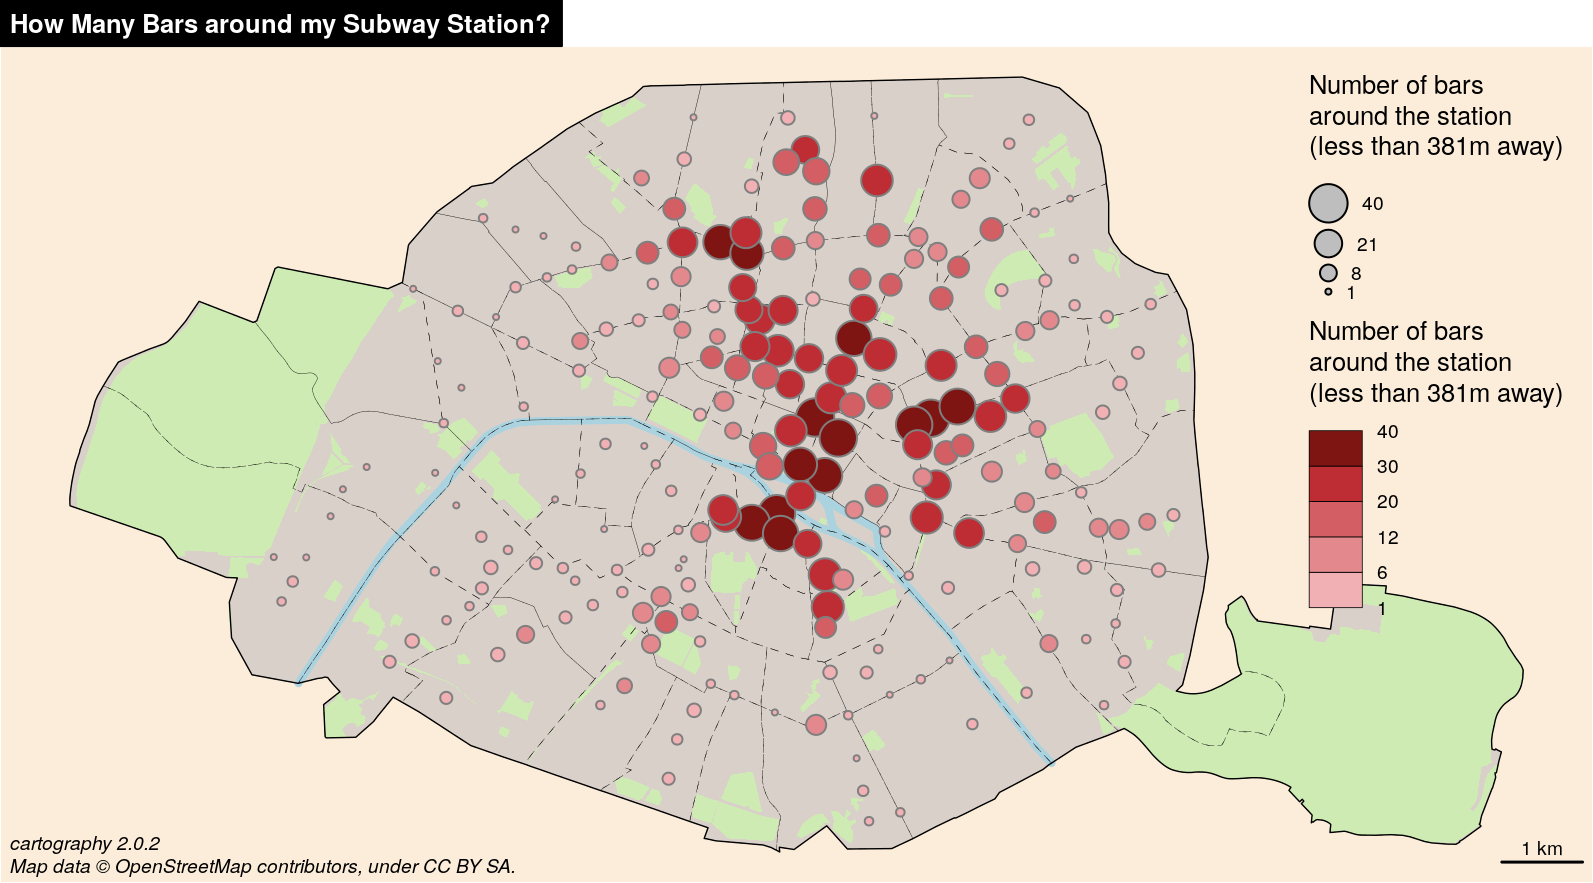 How Many Bars around my Subway Station?
Number of bars
around the station
(less than 381m away)
40
21
8
1
Number of bars
around the station
(less than 381m away)
40
30
20
12
6
1
cartography 2.0.2
Map data © OpenStreetMap contributors, under CC BY SA.
1 km